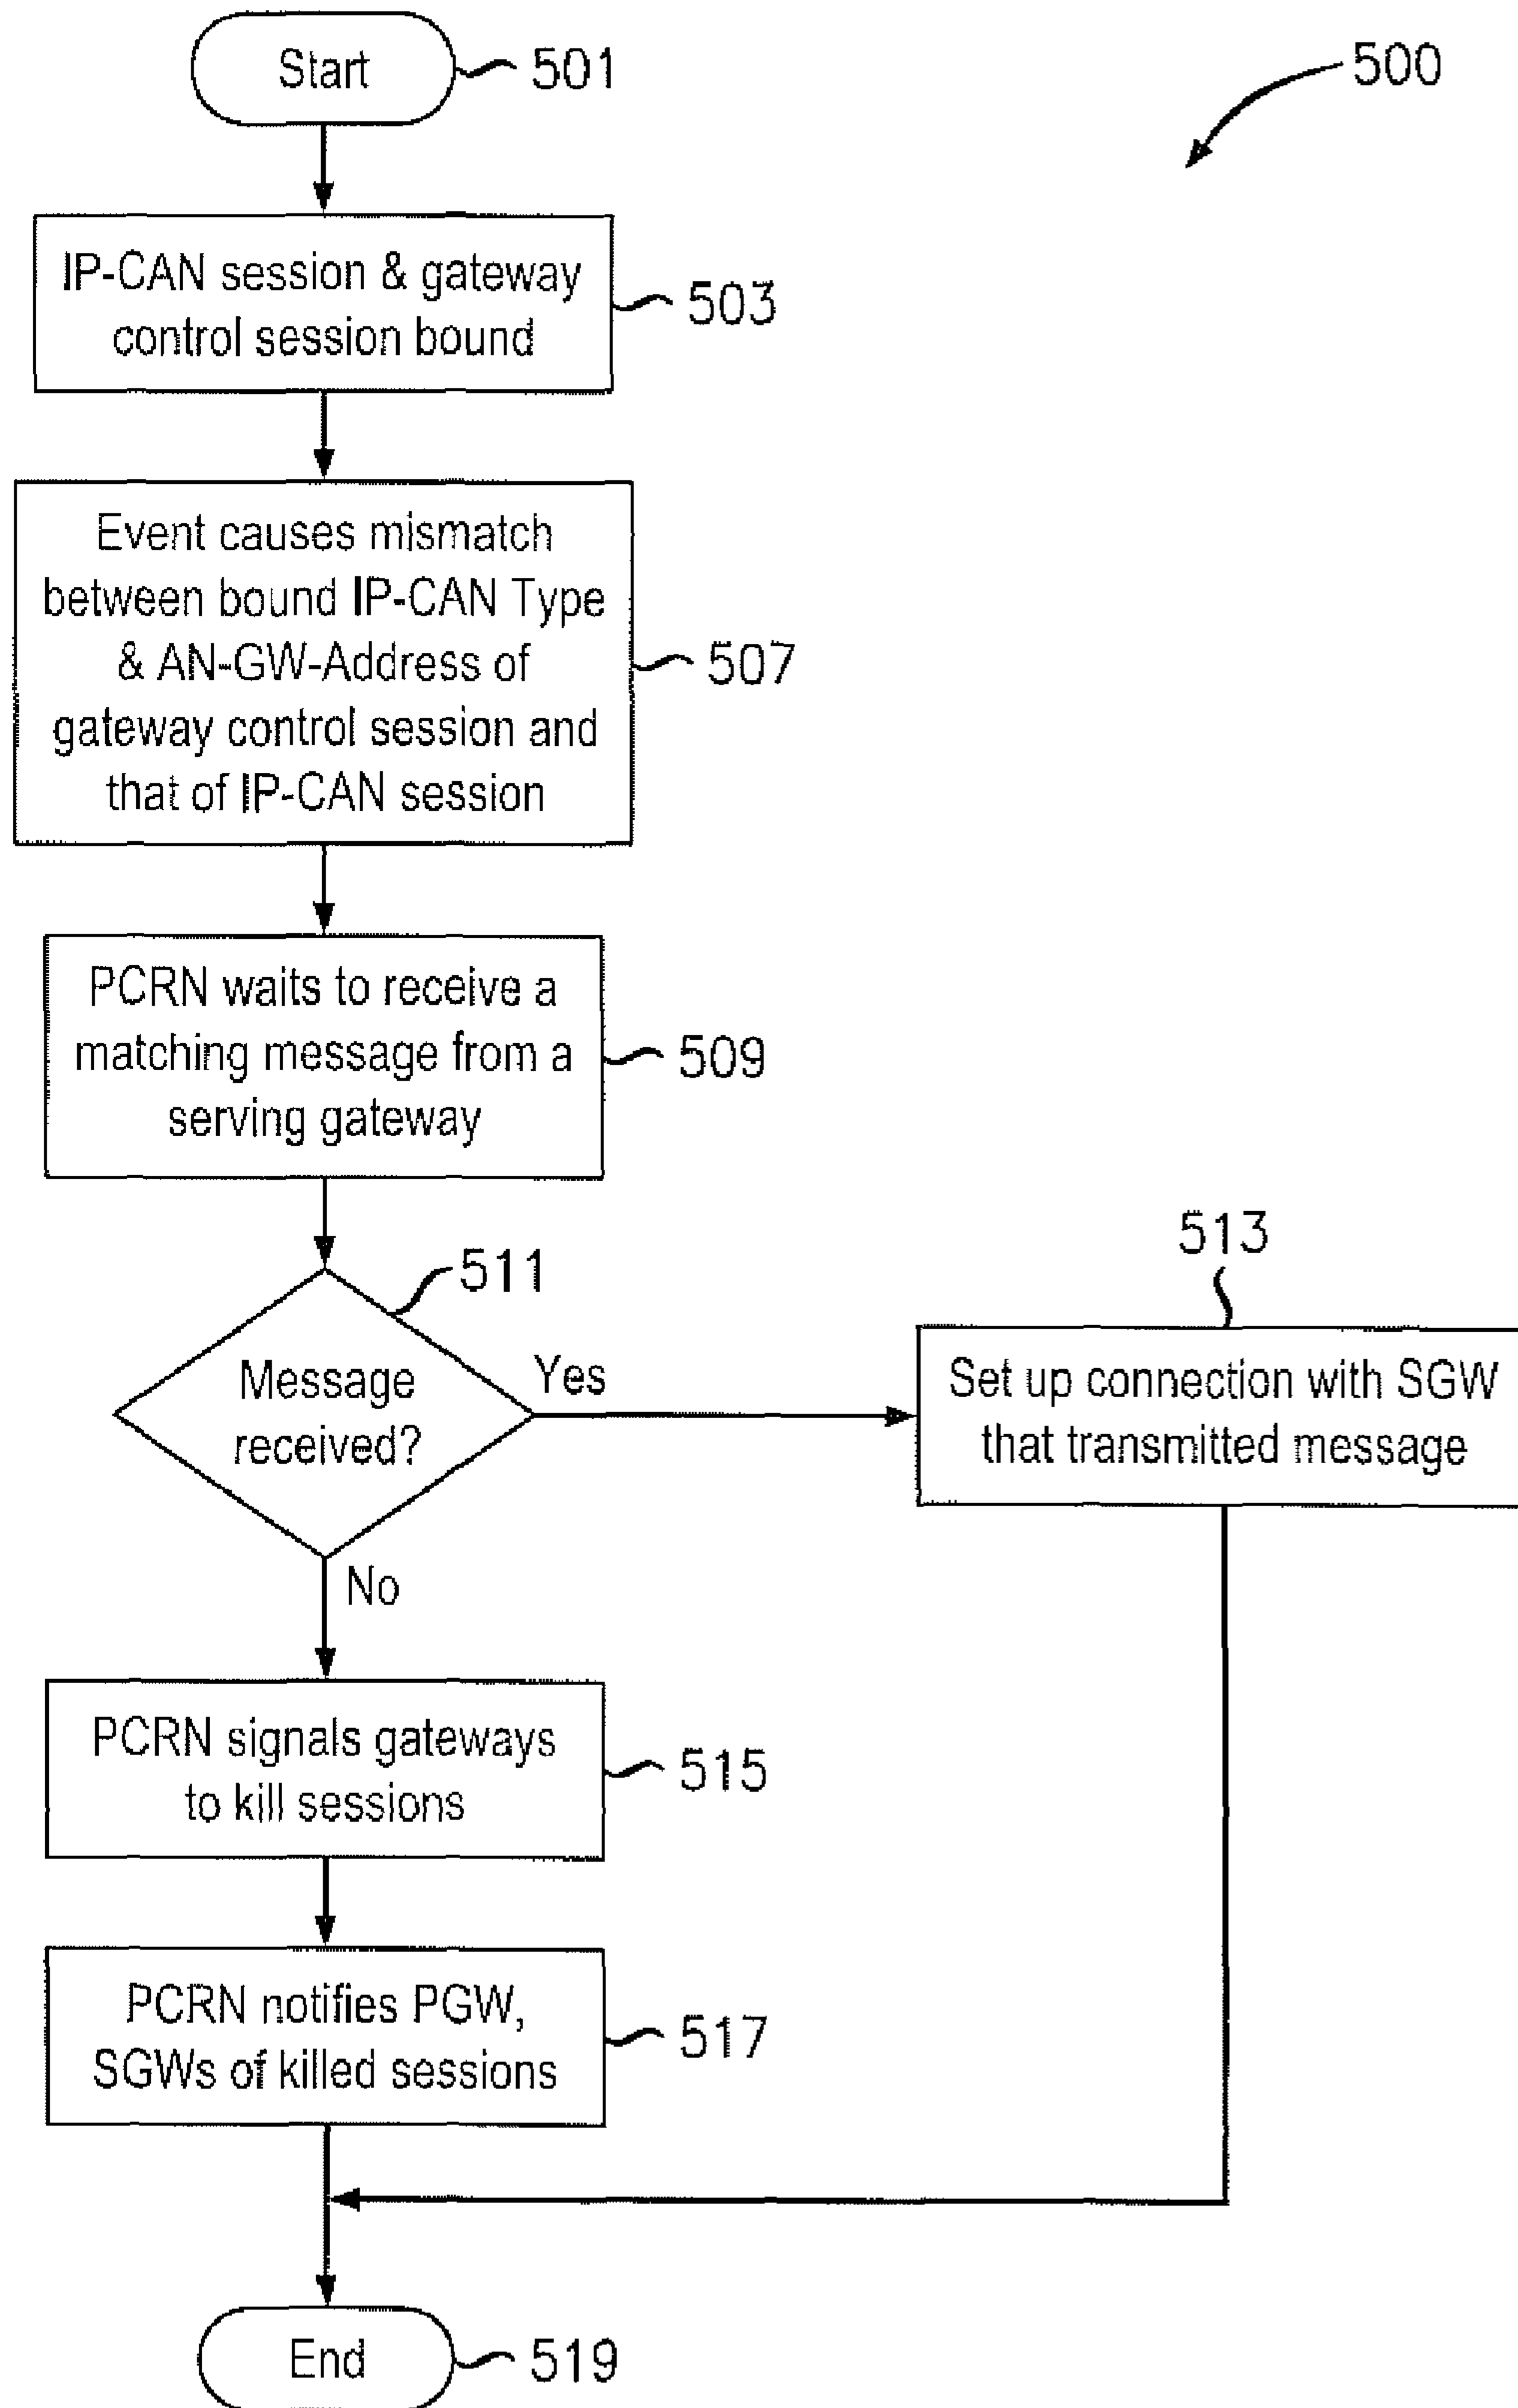 Start
501
500
IP-CAN session & gateway
control session bound
503
Event causes mismatch
between bound IP-CAN Type
& AN-GW-Address of
gateway control session and
that of IP-CAN session
507
PCRN waits to receive a
matching message from a
serving gateway
509
511
Message
received?
Yes
No
513
Set up connection with SGW
that transmitted message
PCRN signals gateways
to kill sessions
515
PCRN notifies PGW,
SGWs of killed sessions
517
End
519